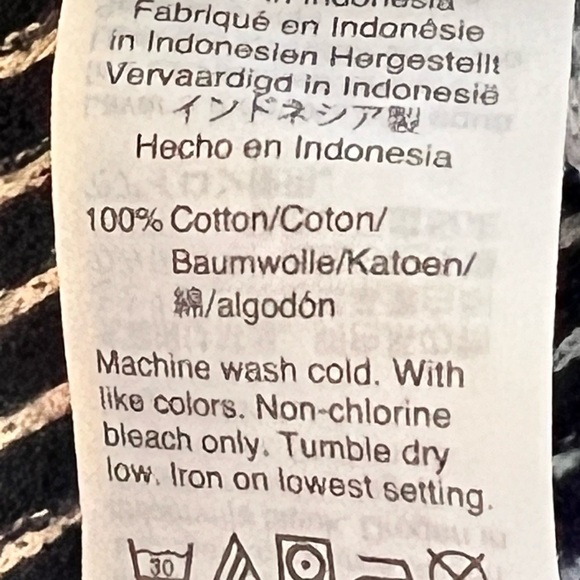 in Indonesia
Fabriqué en Indonésie
in Indonesien Hergestellt
Vervaardigd in Indonesië
インドネシア製
Hecho en Indonesia
100% Cotton/Coton/
Baumwolle/Katoen/
綿/algodón
Machine wash cold. With
like colors. Non-chlorine
bleach only. Tumble dry
low. Iron on lowest setting.
30